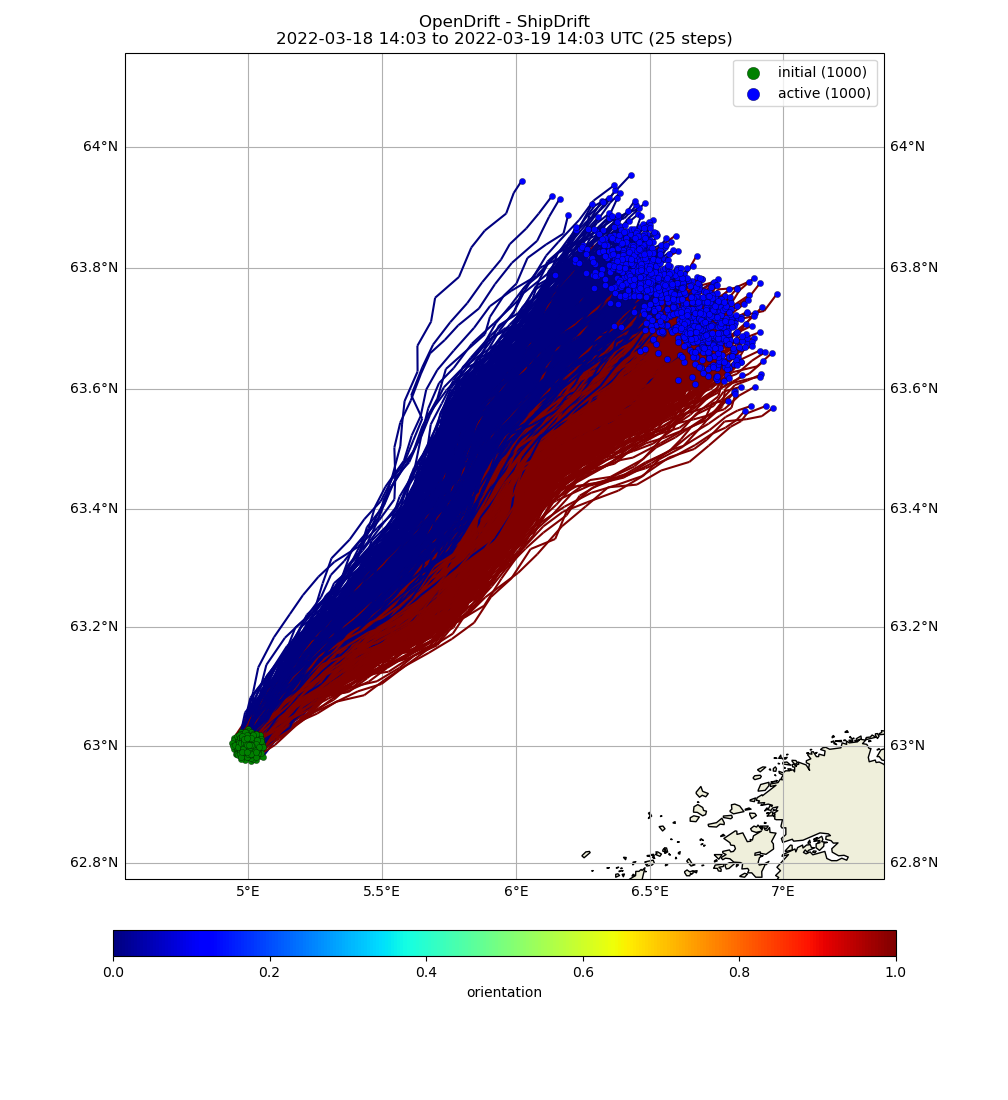 OpenDrift - ShipDrift
2022-03-18 14:03 to 2022-03-19 14:03 UTC (25 steps)
initial (1000)
active (1000)
64°N 64°N
63.8°N 63.8°N
63.6°N 63.6°N
63.4°N 63.4°N
63.2°N 63.2°N
63°N 63°N
62.8°N 62.8°N
5°E 5.5°E 6°E 6.5°E 7°E
0.0 0.2 0.4 0.6 0.8 1.0
orientation